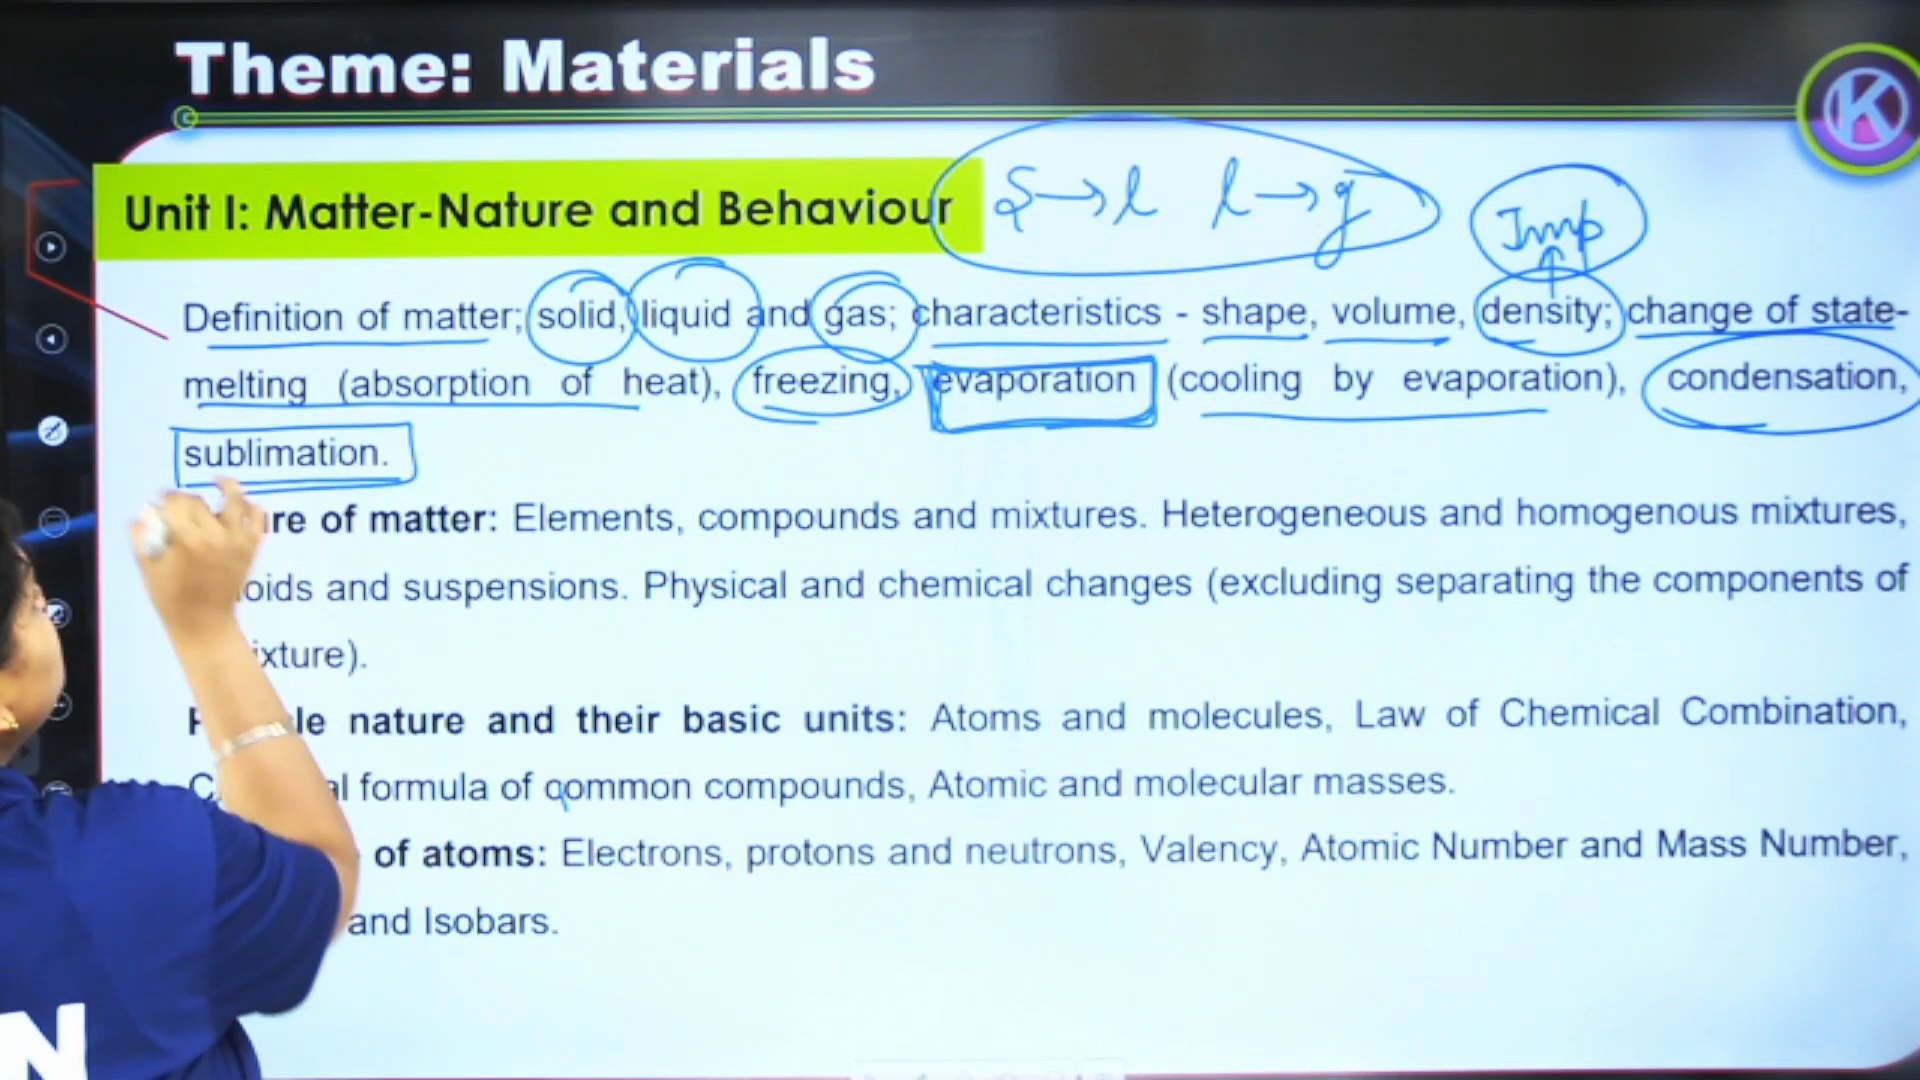 Theme: Materials
K
Unit I: Matter-Nature and Behaviour
S → l l → g
Imp
Definition of matter; solid, liquid and gas; characteristics - shape, volume, density; change of state-
melting (absorption of heat), freezing, evaporation (cooling by evaporation), condensation,
sublimation.
re of matter: Elements, compounds and mixtures. Heterogeneous and homogenous mixtures,
oids and suspensions. Physical and chemical changes (excluding separating the components of
ixture).
le nature and their basic units: Atoms and molecules, Law of Chemical Combination,
al formula of common compounds, Atomic and molecular masses.
of atoms: Electrons, protons and neutrons, Valency, Atomic Number and Mass Number,
and Isobars.
N